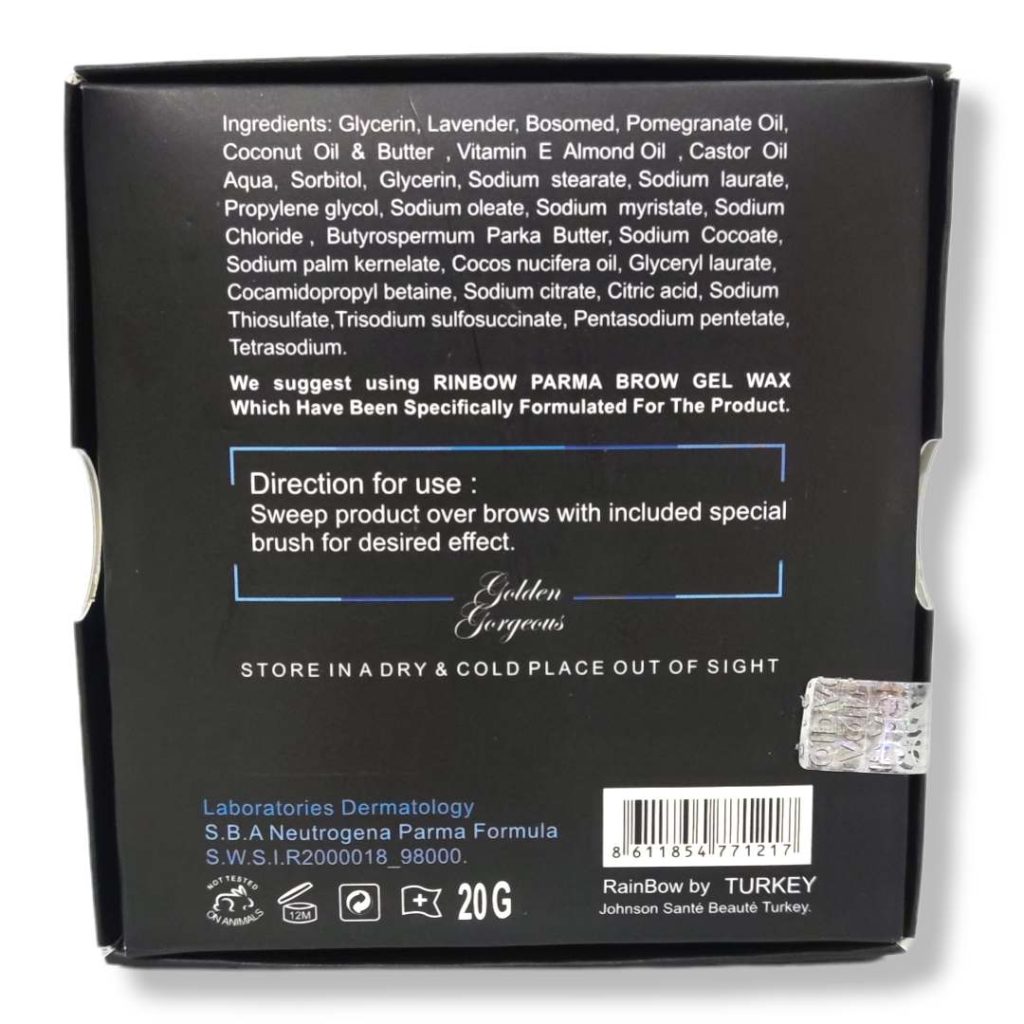 Ingredients: Glycerin, Lavender, Bosomed, Pomegranate Oil,
Coconut Oil & Butter , Vitamin E Almond Oil , Castor Oil
Aqua, Sorbitol, Glycerin, Sodium stearate, Sodium laurate,
Propylene glycol, Sodium oleate, Sodium myristate, Sodium
Chloride , Butyrospermum Parka Butter, Sodium Cocoate,
Sodium palm kernelate, Cocos nucifera oil, Glyceryl laurate,
Cocamidopropyl betaine, Sodium citrate, Citric acid, Sodium
Thiosulfate,Trisodium sulfosuccinate, Pentasodium pentetate,
Tetrasodium.
We suggest using RINBOW PARMA BROW GEL WAX
Which Have Been Specifically Formulated For The Product.
Direction for use :
Sweep product over brows with included special
brush for desired effect.
Golden
Gorgeous
STORE IN A DRY & COLD PLACE OUT OF SIGHT
Laboratories Dermatology
S.B.A Neutrogena Parma Formula
S.W.S.I.R2000018_98000.
8 611854 771217
NOT TESTED
ON ANIMALS
12M
20G
RainBow by TURKEY
Johnson Santé Beauté Turkey.